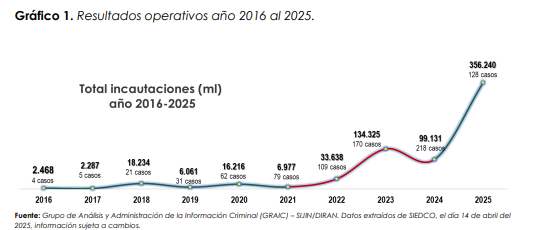 Gráfico 1. Resultados operativos año 2016 al 2025.
Total incautaciones (ml)
año 2016-2025
2.468
4 casos
2.287
5 casos
18.234
21 casos
6.061
31 casos
16.216
62 casos
6.977
79 casos
33.638
109 casos
134.325
170 casos
99.131
218 casos
356.240
128 casos
2016 2017 2018 2019 2020 2021 2022 2023 2024 2025
Fuente: Grupo de Análisis y Administración de la Información Criminal (GRAIC) – SIJIN/DIRAN. Datos extraídos de SIEDCO, el día 14 de abril del
2025, información sujeta a cambios.